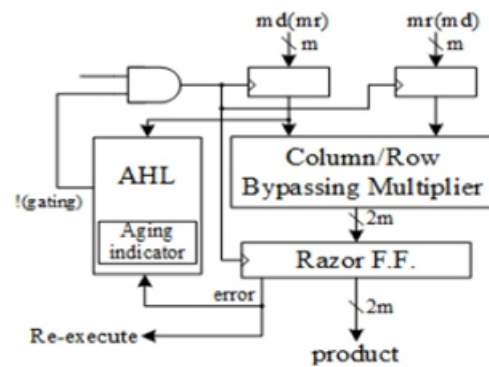 md(mr)
mr(md)
m
m
AHL
Column/Row
Bypassing Multiplier
!(gating)
Aging
indicator
2m
Razor F.F.
error
2m
Re-execute
product